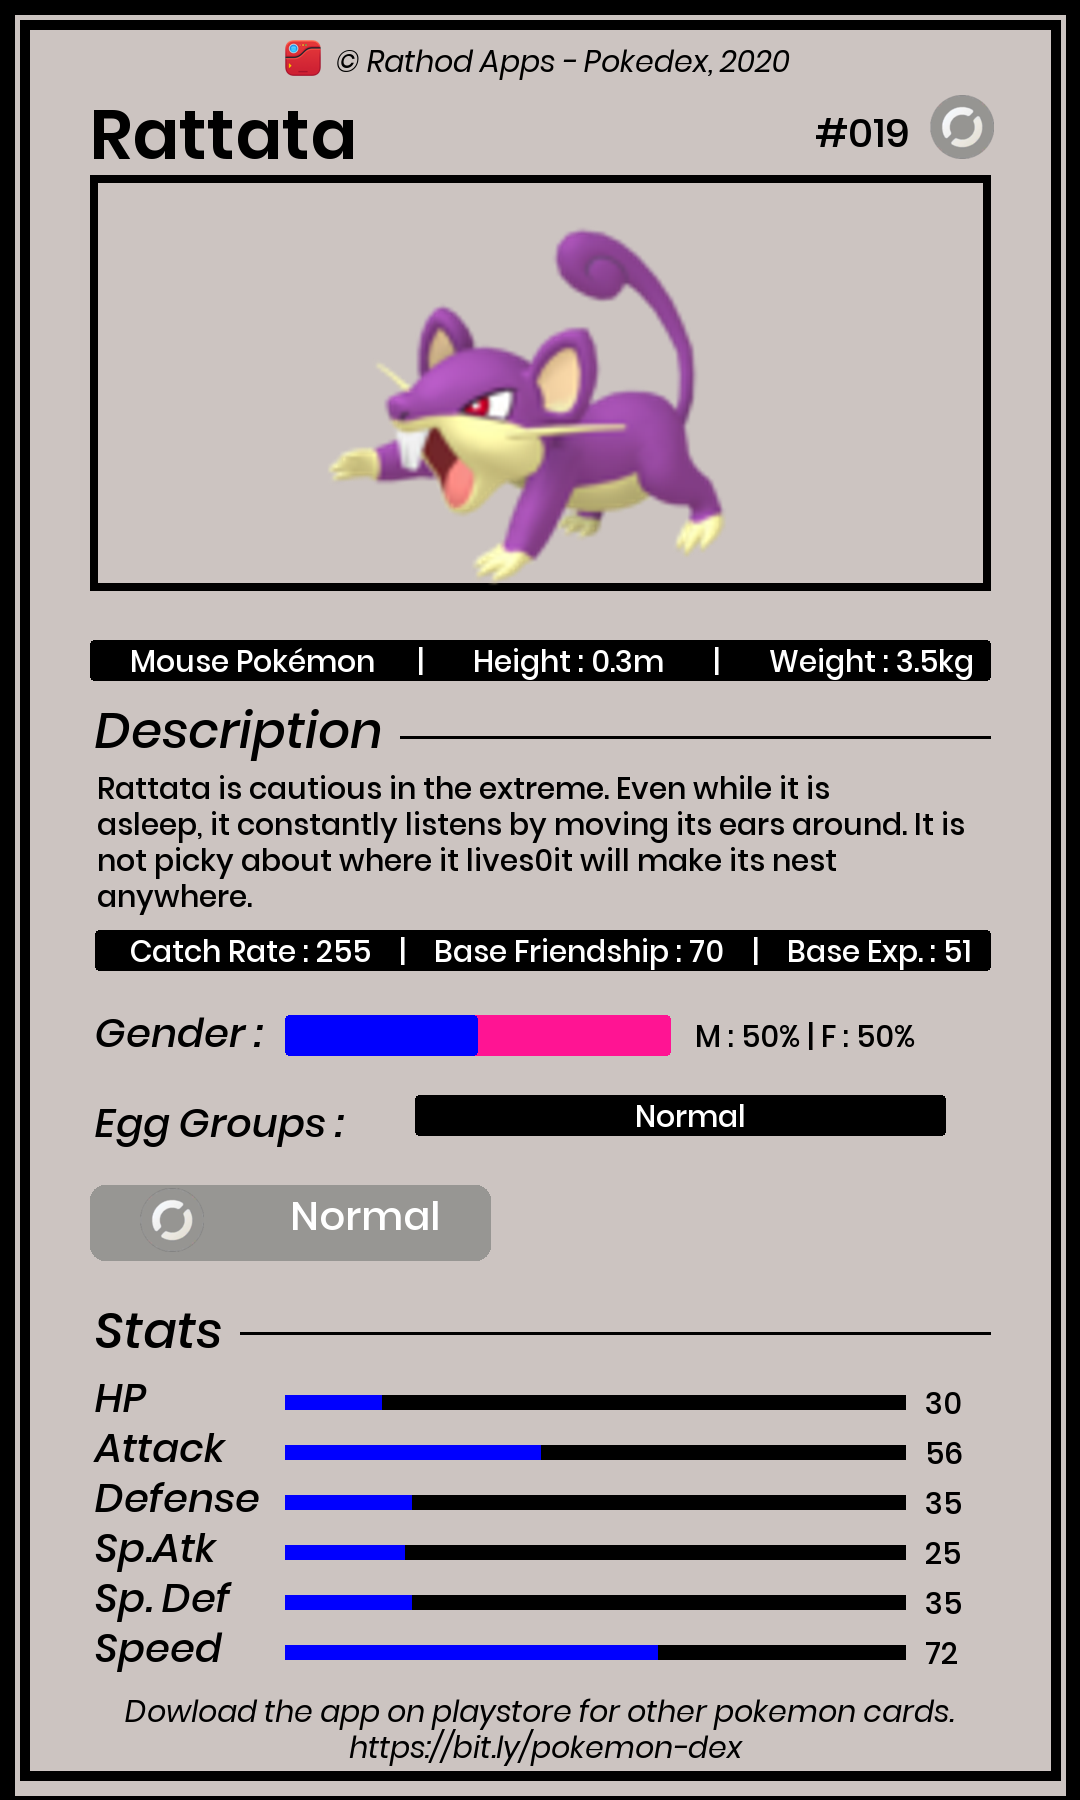 © Rathod Apps - Pokedex, 2020
Rattata
#019
Mouse Pokémon | Height : 0.3m | Weight : 3.5kg
Description
Rattata is cautious in the extreme. Even while it is
asleep, it constantly listens by moving its ears around. It is
not picky about where it lives0it will make its nest
anywhere.
Catch Rate : 255 | Base Friendship : 70 | Base Exp. : 51
Gender : M : 50% | F : 50%
Egg Groups : Normal
Normal
Stats
HP 30
Attack 56
Defense 35
Sp.Atk 25
Sp. Def 35
Speed 72
Dowload the app on playstore for other pokemon cards.
https://bit.ly/pokemon-dex